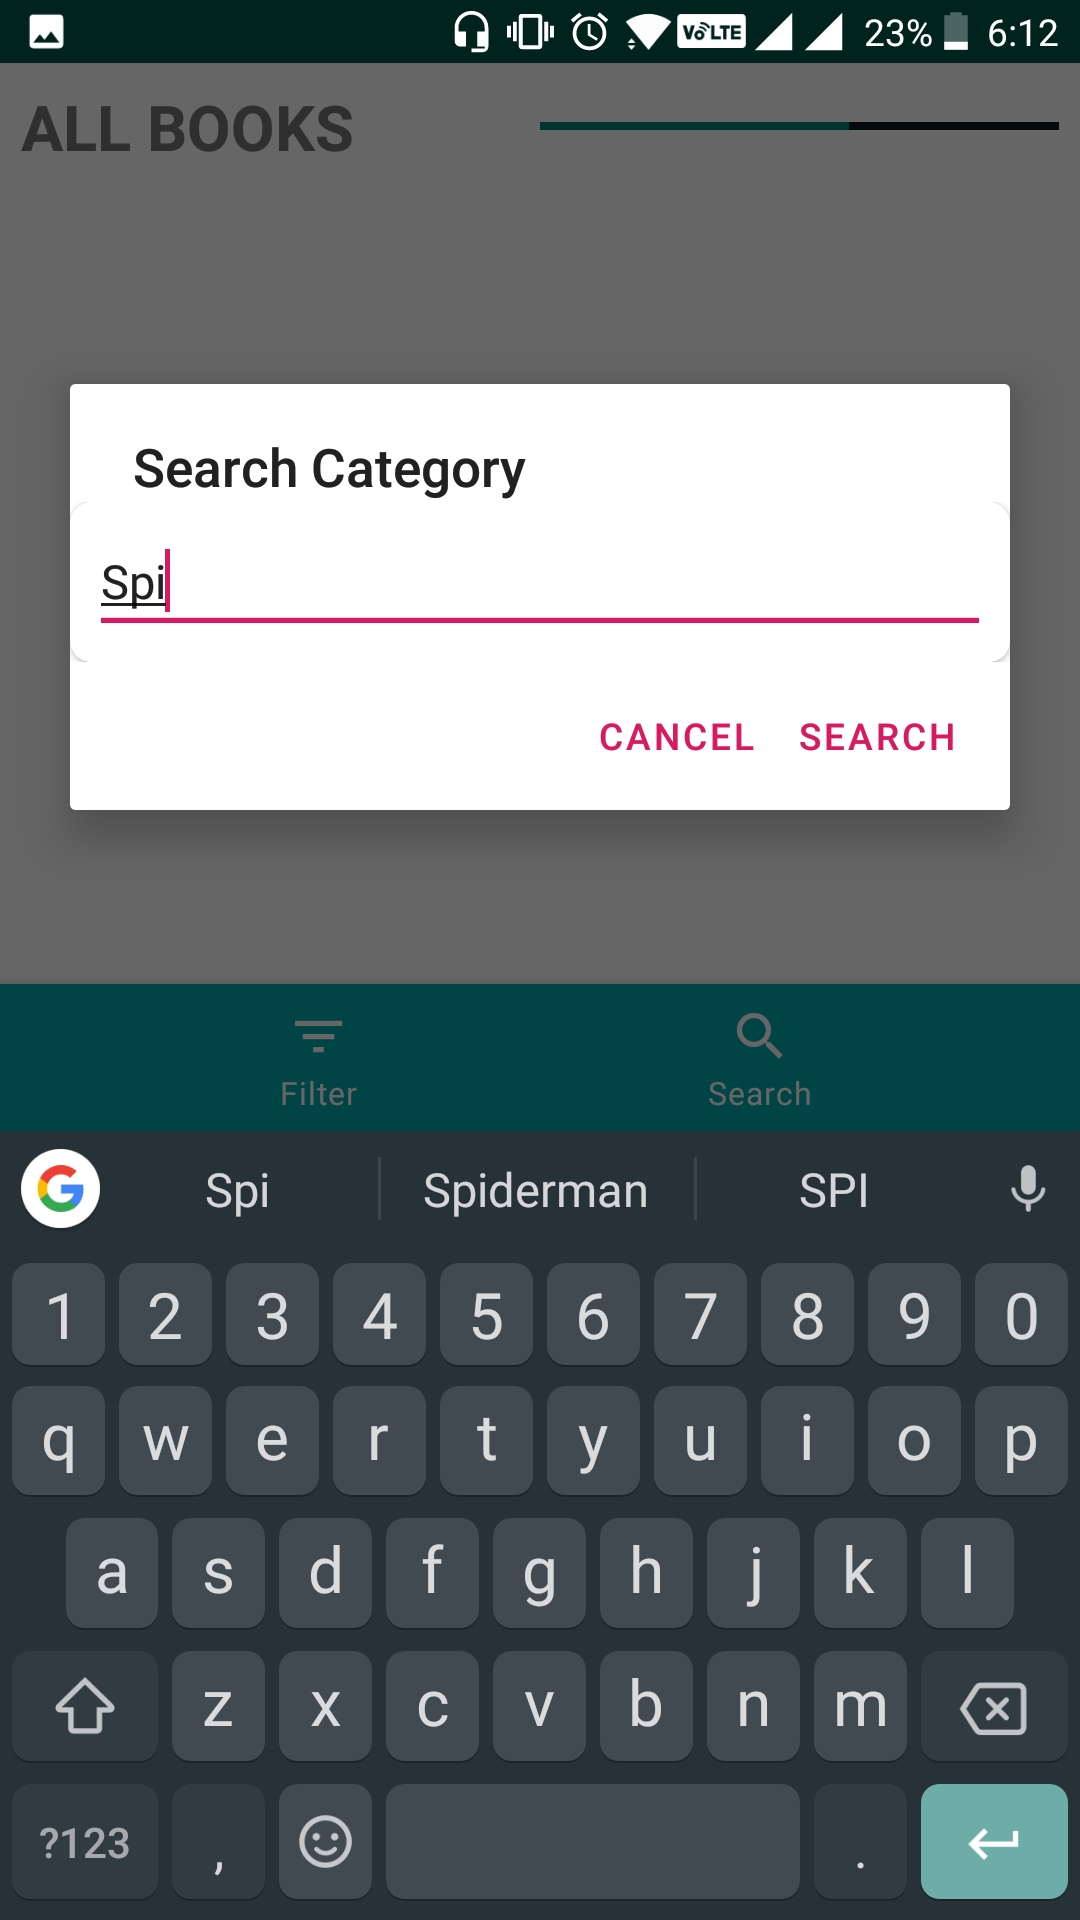 VoLTE 23% 6:12
ALL BOOKS
Search Category
Spi
CANCEL SEARCH
Filter Search
Spi Spiderman SPI
1 2 3 4 5 6 7 8 9 0
q w e r t y u i o p
a s d f g h j k l
z x c v b n m
?123 , .